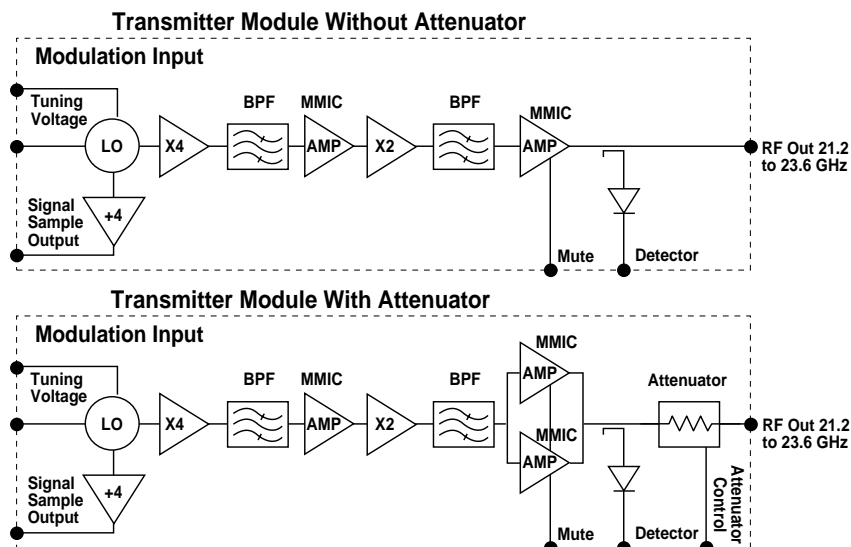 Transmitter Module Without Attenuator
Modulation Input
Tuning
Voltage
LO
X4
BPF
MMIC
AMP
X2
BPF
MMIC
AMP
RF Out 21.2
to 23.6 GHz
Signal
Sample
Output
+4
Mute
Detector
Transmitter Module With Attenuator
Modulation Input
Tuning
Voltage
LO
X4
BPF
MMIC
AMP
X2
BPF
MMIC
AMP
MMIC
AMP
Attenuator
RF Out 21.2
to 23.6 GHz
Signal
Sample
Output
+4
Mute
Detector
Attenuator
Control